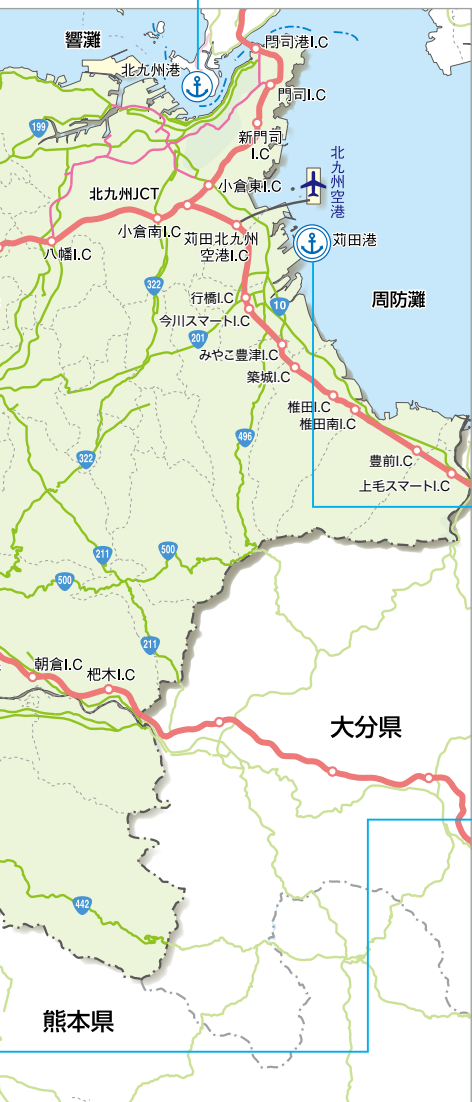 響灘
門司港I.C
北九州港
門司I.C
199
新門司
I.C
北九州空港
小倉東I.C
北九州JCT
小倉南I.C
苅田北九州
空港I.C
苅田港
八幡I.C
322
行橋I.C
10
周防灘
今川スマートI.C
201
みやこ豊津I.C
築城I.C
椎田I.C
椎田南I.C
496
322
豊前I.C
上毛スマートI.C
211
500
500
211
朝倉I.C
杷木I.C
大分県
442
熊本県